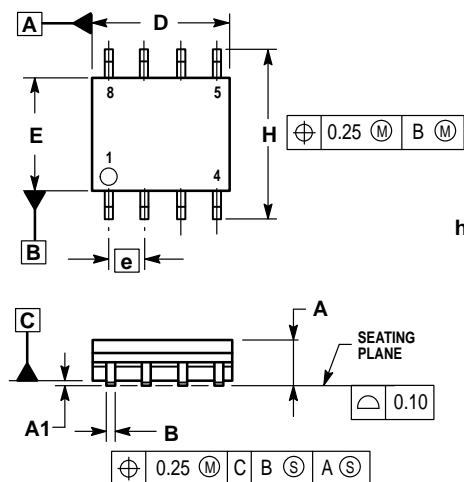 A
D
8
5
E
H
⌖ 0.25 Ⓜ B Ⓜ
1
4
B
e
h
C
A
SEATING
PLANE
⌓ 0.10
A1
B
⌖ 0.25 Ⓜ C B Ⓢ A Ⓢ